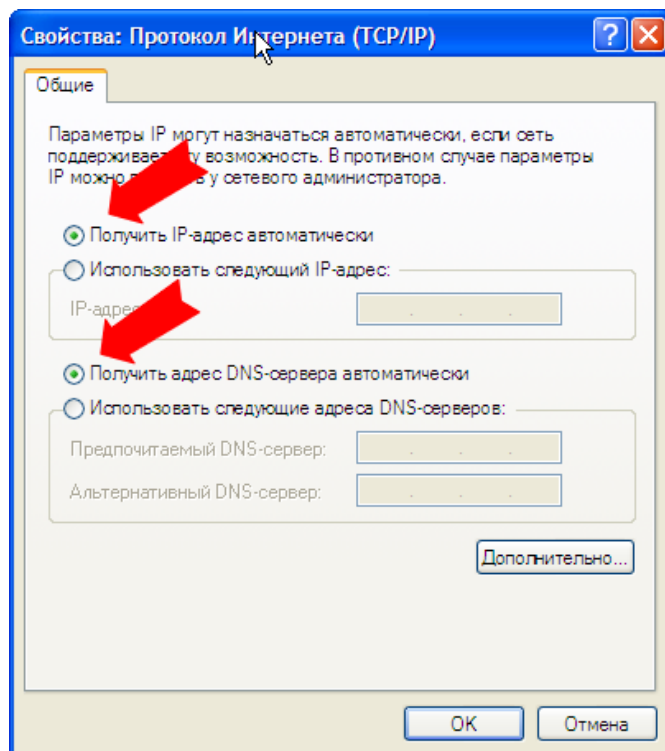 Свойства: Протокол Интернета (TCP/IP)
Общие
Параметры IP могут назначаться автоматически, если сеть
поддерживает возможность. В противном случае параметры
IP можно у сетевого администратора.
Получить IP-адрес автоматически
Использовать следующий IP-адрес:
IP-адрес
Получить адрес DNS-сервера автоматически
Использовать следующие адреса DNS-серверов:
Предпочитаемый DNS-сервер:
Альтернативный DNS-сервер:
Дополнительно...
OK
Отмена